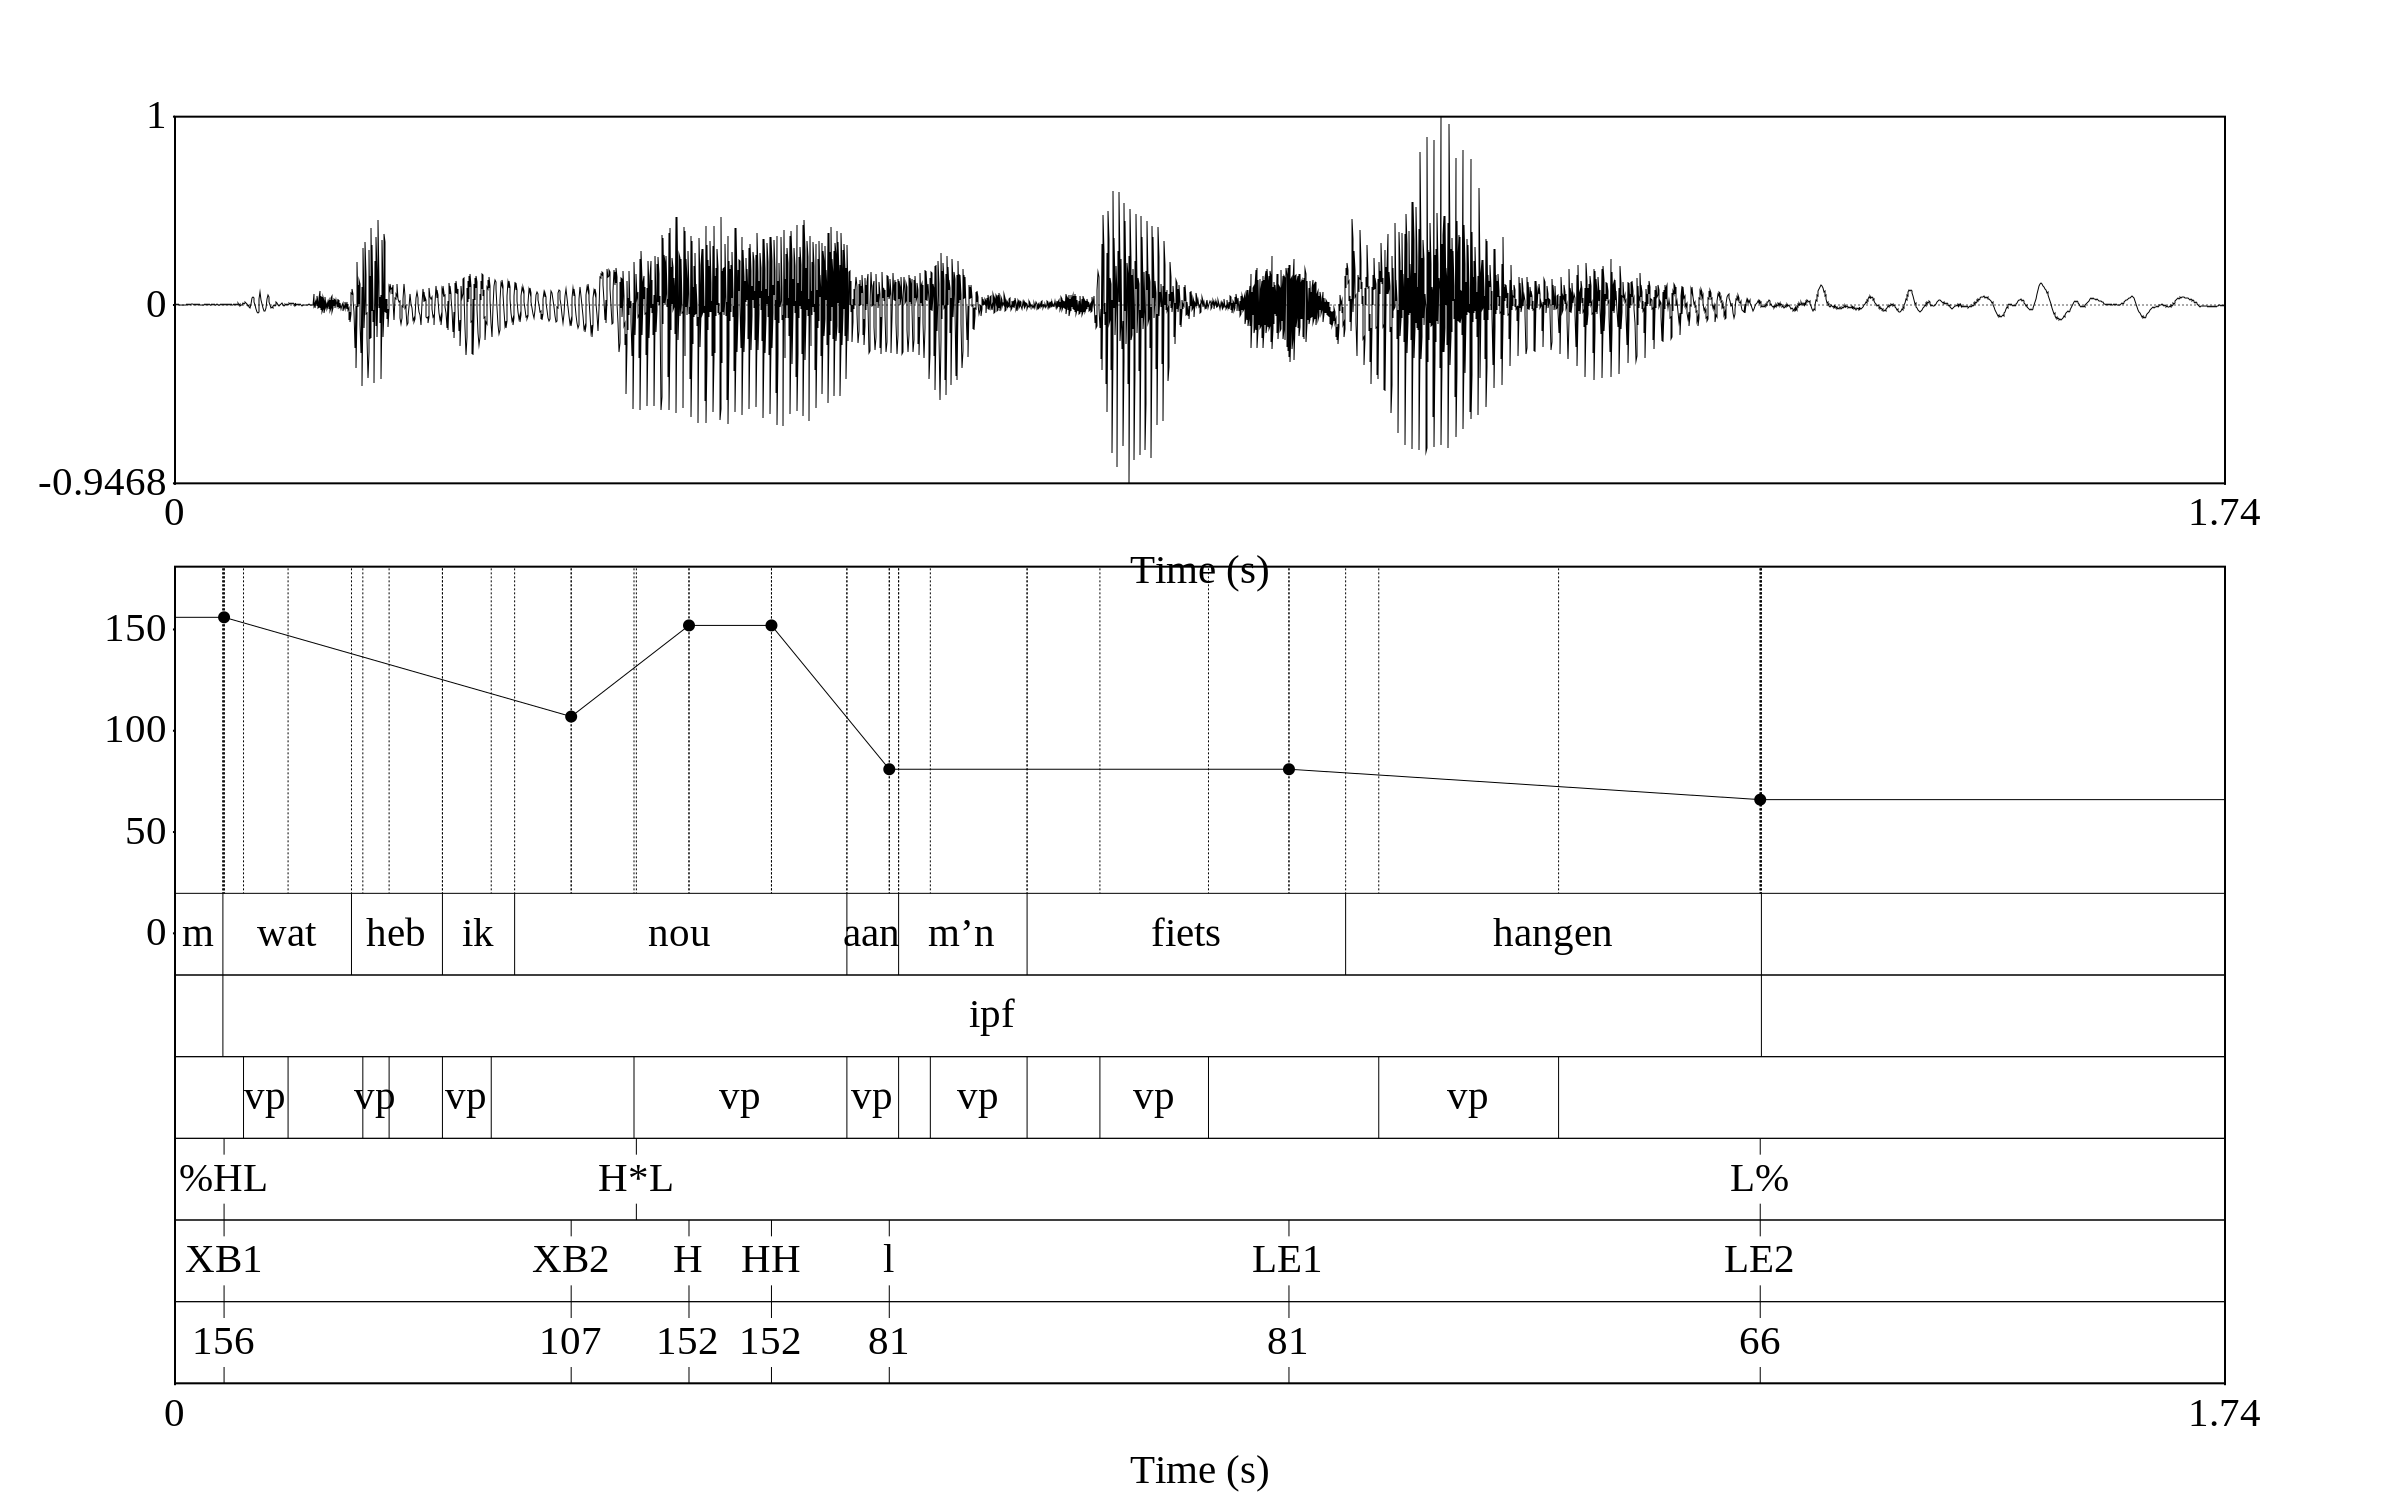 1
0
-0.9468
0 1.74
Time (s)
150
100
50
0
m wat heb ik nou aan m’n fiets hangen
ipf
vp vp vp vp vp vp vp vp
%HL H*L L%
XB1 XB2 H HH l LE1 LE2
156 107 152 152 81 81 66
0 1.74
Time (s)